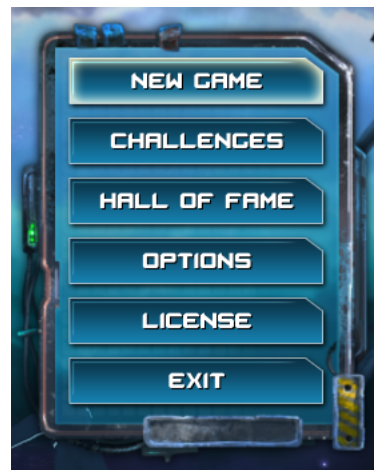 NEW GAME
CHALLENGES
HALL OF FAME
OPTIONS
LICENSE
EXIT